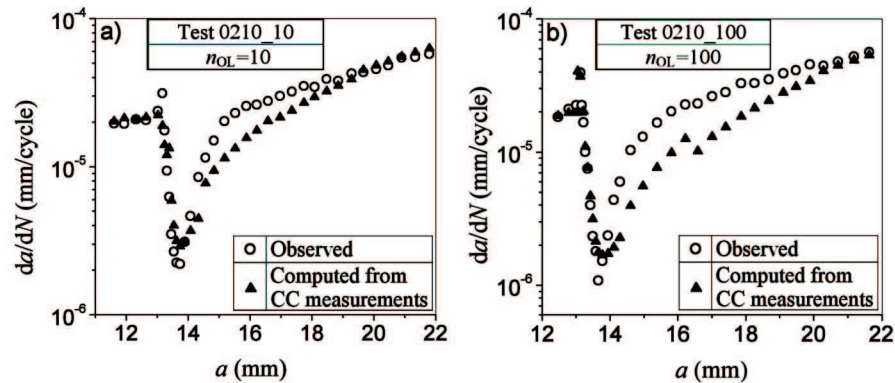 a)
Test 0210_10
nOL=10
10⁻⁴
10⁻⁵
10⁻⁶
da/dN (mm/cycle)
Observed
Computed from
CC measurements
12 14 16 18 20 22
a (mm)
b)
Test 0210_100
nOL=100
10⁻⁴
10⁻⁵
10⁻⁶
da/dN (mm/cycle)
Observed
Computed from
CC measurements
12 14 16 18 20 22
a (mm)